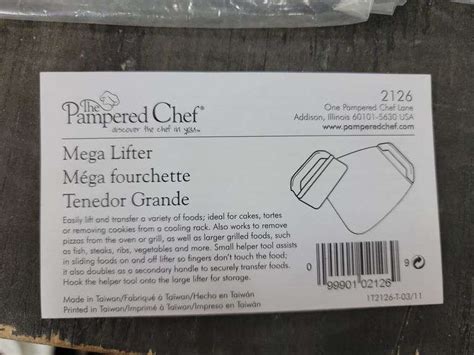 The
Pampered Chef®
discover the chef in you™
2126
One Pampered Chef Lane
Addison, Illinois 60101-5630 USA
www.pamperedchef.com
Mega Lifter
Méga fourchette
Tenedor Grande
Easily lift and transfer a variety of foods; ideal for cakes, tortes
or removing cookies from a cooling rack. Also works to remove
pizzas from the oven or grill, as well as larger grilled foods, such
as fish, steaks, ribs, vegetables and more. Small helper tool assists
in sliding foods on and off lifter so fingers don't touch the food;
it also doubles as a secondary handle to securely transfer foods.
Hook the helper tool onto the large lifter for storage.
Made in Taiwan/Fabriqué à Taiwan/Hecho en Taiwán
Printed in Taiwan/Imprimé à Taiwan/Impreso en Taiwán
0 99901 02126 9
1T2126-T-03/11